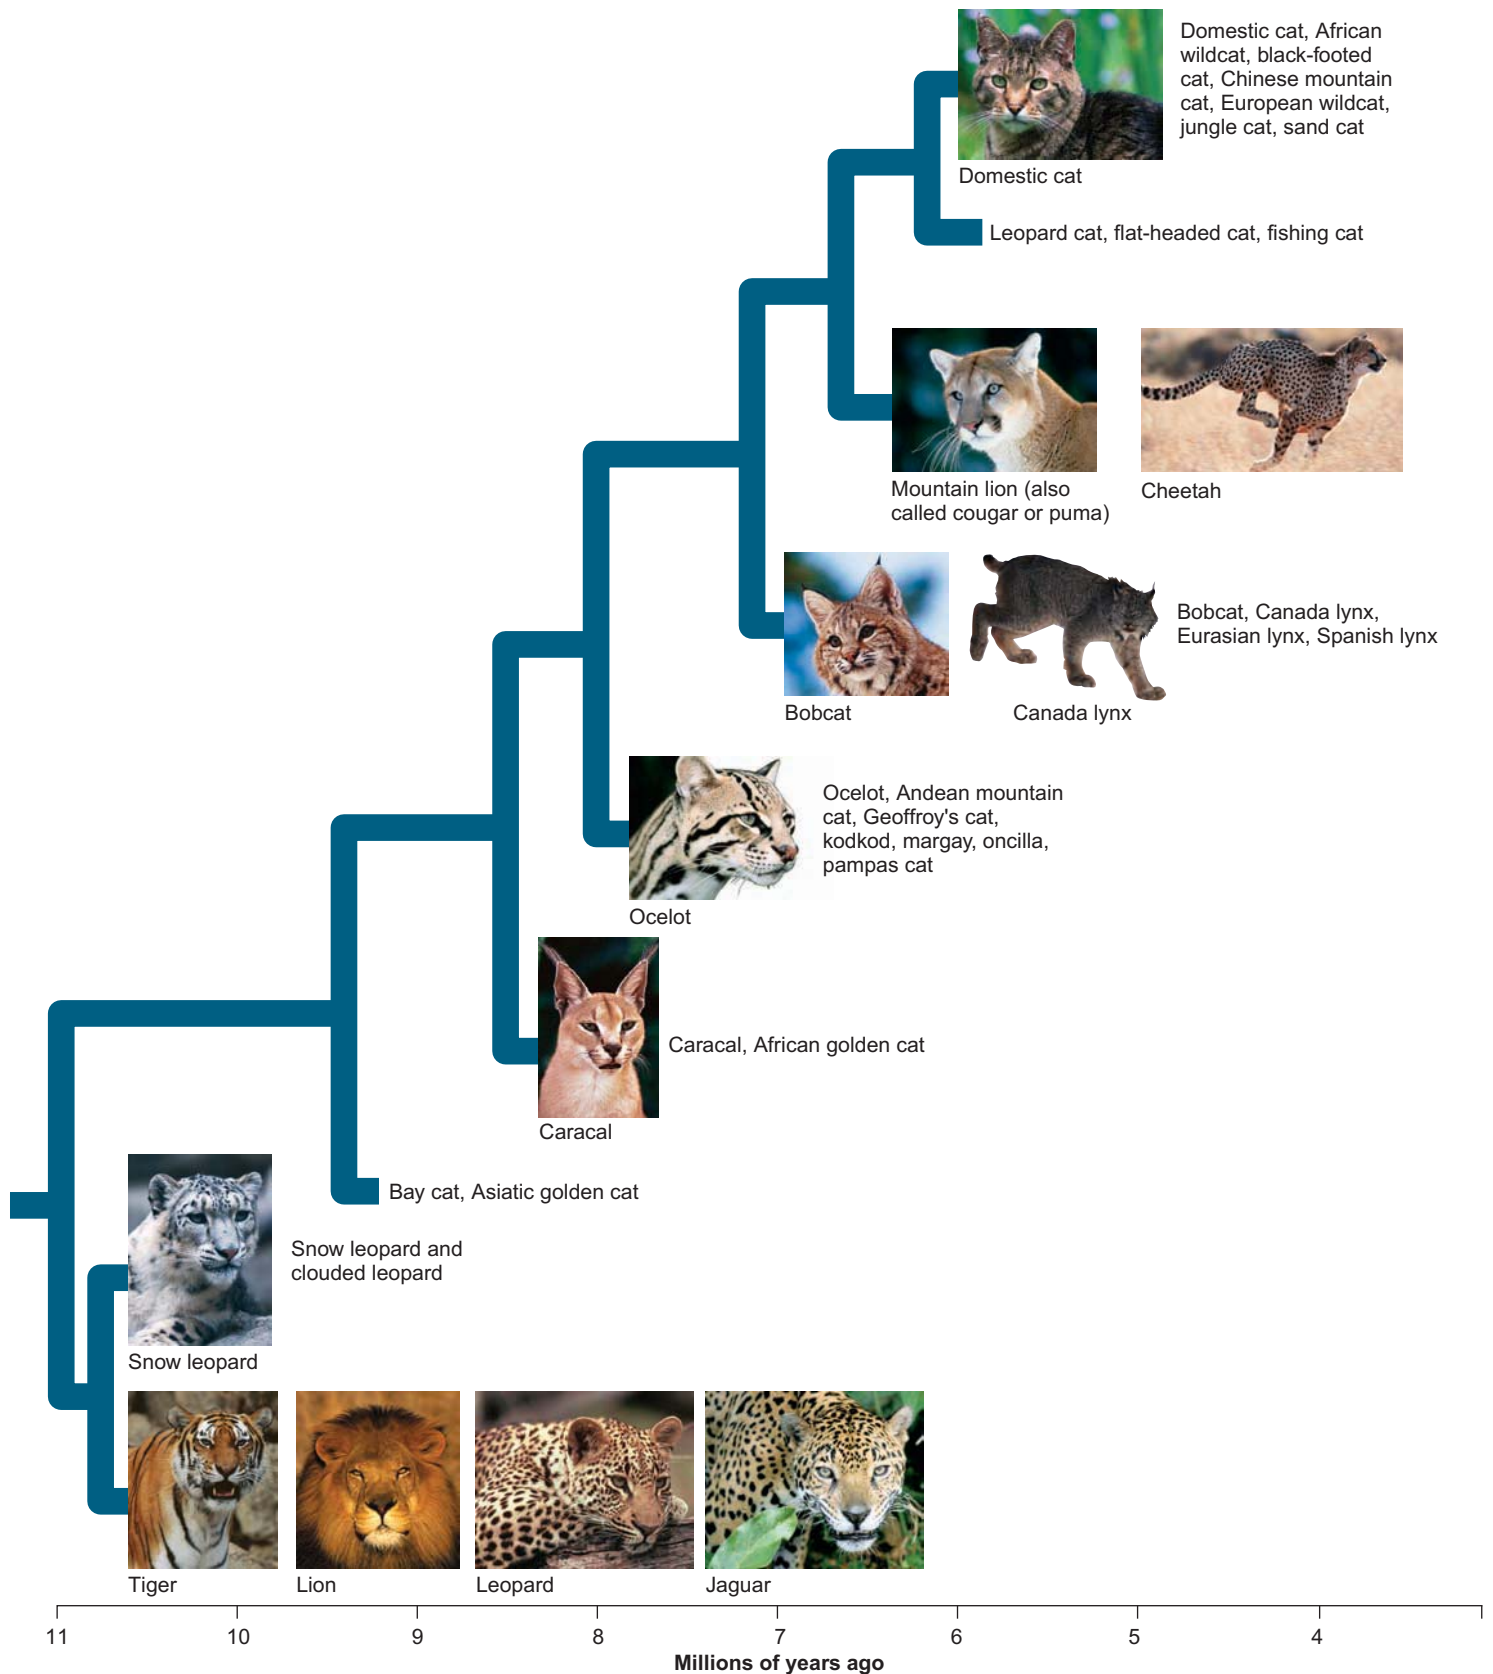 Domestic cat, African
wildcat, black-footed
cat, Chinese mountain
cat, European wildcat,
jungle cat, sand cat
Domestic cat
Leopard cat, flat-headed cat, fishing cat
Mountain lion (also
called cougar or puma)
Cheetah
Bobcat, Canada lynx,
Eurasian lynx, Spanish lynx
Bobcat
Canada lynx
Ocelot, Andean mountain
cat, Geoffroy's cat,
kodkod, margay, oncilla,
pampas cat
Ocelot
Caracal, African golden cat
Caracal
Bay cat, Asiatic golden cat
Snow leopard and
clouded leopard
Snow leopard
Tiger
Lion
Leopard
Jaguar
11 10 9 8 7 6 5 4
Millions of years ago